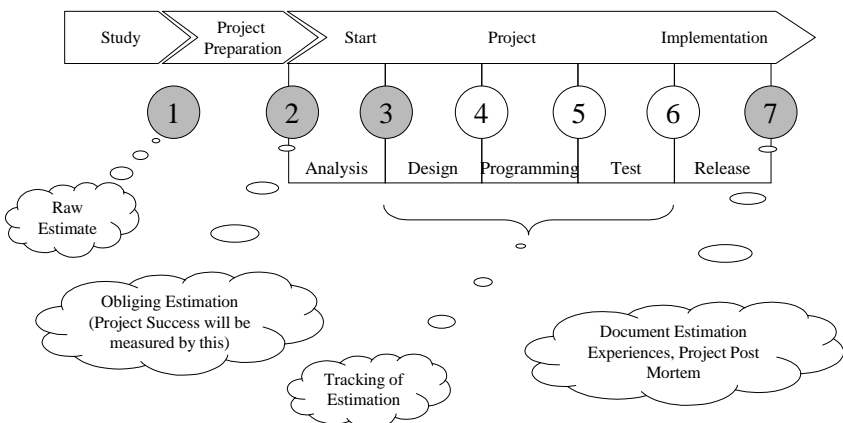 Study
Project
Preparation
Start
Project
Implementation
1
2
3
4
5
6
7
Analysis
Design
Programming
Test
Release
Raw
Estimate
Obliging Estimation
(Project Success will be
measured by this)
Tracking of
Estimation
Document Estimation
Experiences, Project Post
Mortem